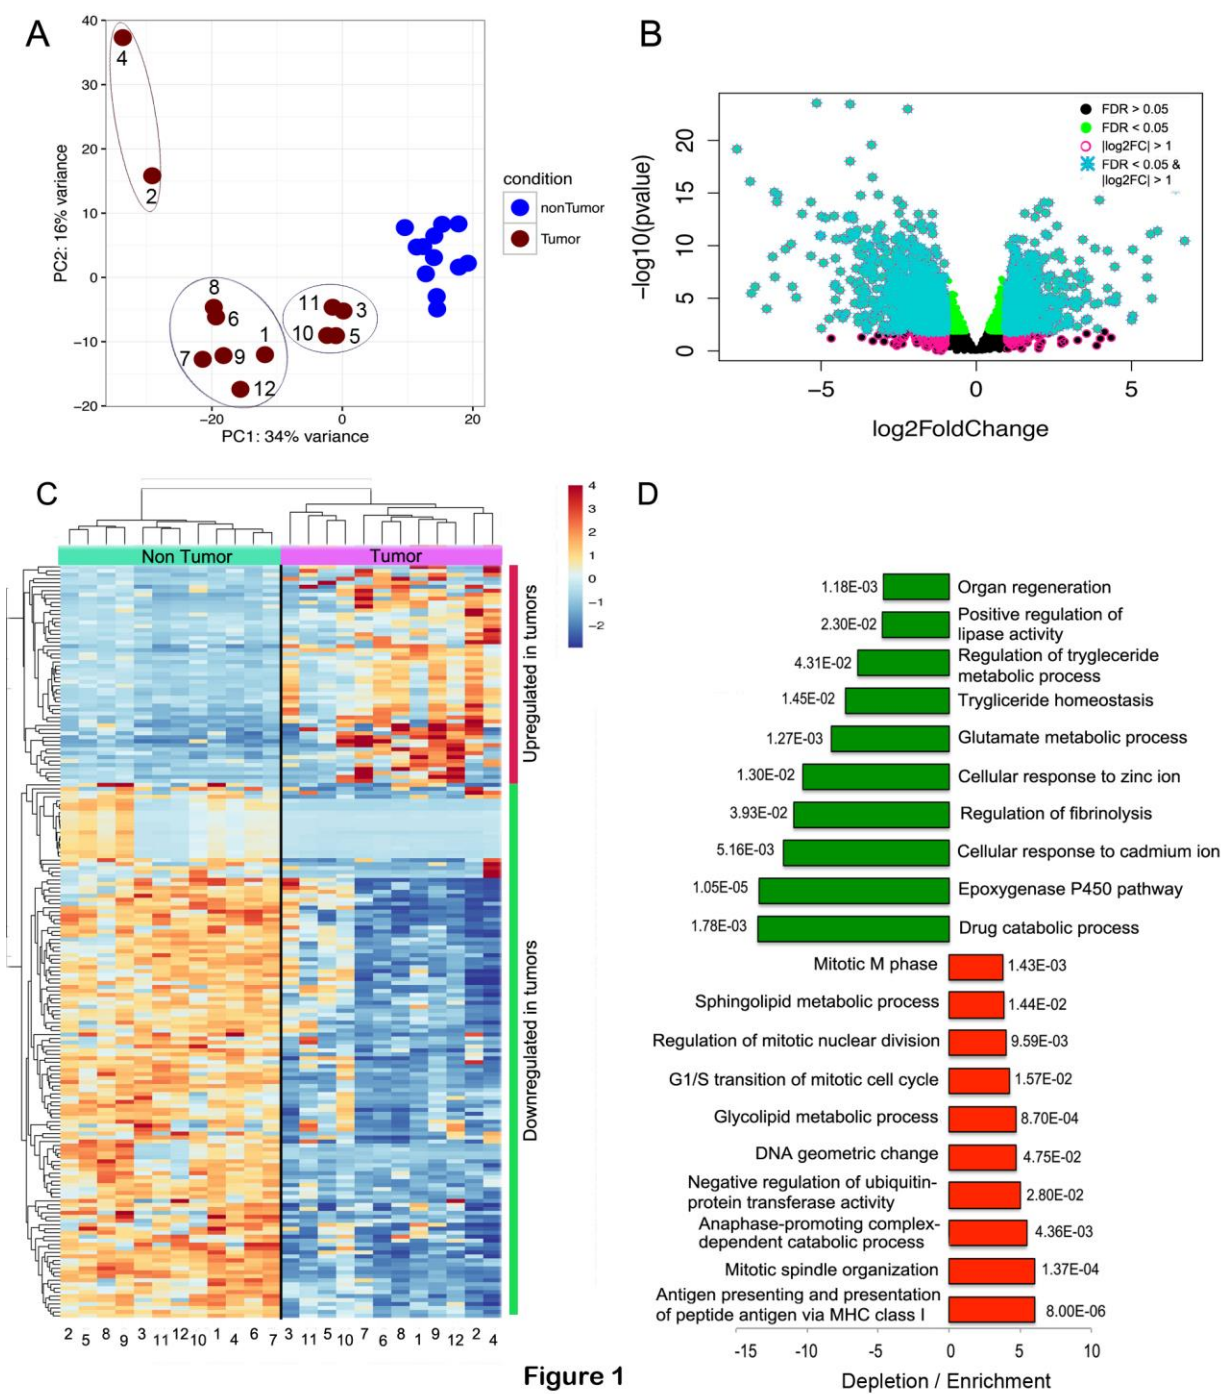 A
40
30
20
10
0
−10
−20
PC2: 16% variance
4
2
8
6
1
7
9
12
11
3
10
5
−20
0
20
PC1: 34% variance
condition
nonTumor
Tumor
B
20
15
10
5
0
−log10(pvalue)
FDR > 0.05
FDR < 0.05
|log2FC| > 1
FDR < 0.05 &
|log2FC| > 1
−5
0
5
log2FoldChange
C
Non Tumor
Tumor
4
3
2
1
0
−1
−2
Upregulated in tumors
Downregulated in tumors
2 5 8 9 3 11 12 10 1 4 6 7 3 11 5 10 7 6 8 1 9 12 2 4
D
1.18E-03 Organ regeneration
2.30E-02 Positive regulation of
lipase activity
4.31E-02 Regulation of trygleceride
metabolic process
1.45E-02 Trygliceride homeostasis
1.27E-03 Glutamate metabolic process
1.30E-02 Cellular response to zinc ion
3.93E-02 Regulation of fibrinolysis
5.16E-03 Cellular response to cadmium ion
1.05E-05 Epoxygenase P450 pathway
1.78E-03 Drug catabolic process
Mitotic M phase 1.43E-03
Sphingolipid metabolic process 1.44E-02
Regulation of mitotic nuclear division 9.59E-03
G1/S transition of mitotic cell cycle 1.57E-02
Glycolipid metabolic process 8.70E-04
DNA geometric change 4.75E-02
Negative regulation of ubiquitin-
protein transferase activity 2.80E-02
Anaphase-promoting complex-
dependent catabolic process 4.36E-03
Mitotic spindle organization 1.37E-04
Antigen presenting and presentation
of peptide antigen via MHC class I 8.00E-06
-15 -10 -5 0 5 10
Depletion / Enrichment
Figure 1